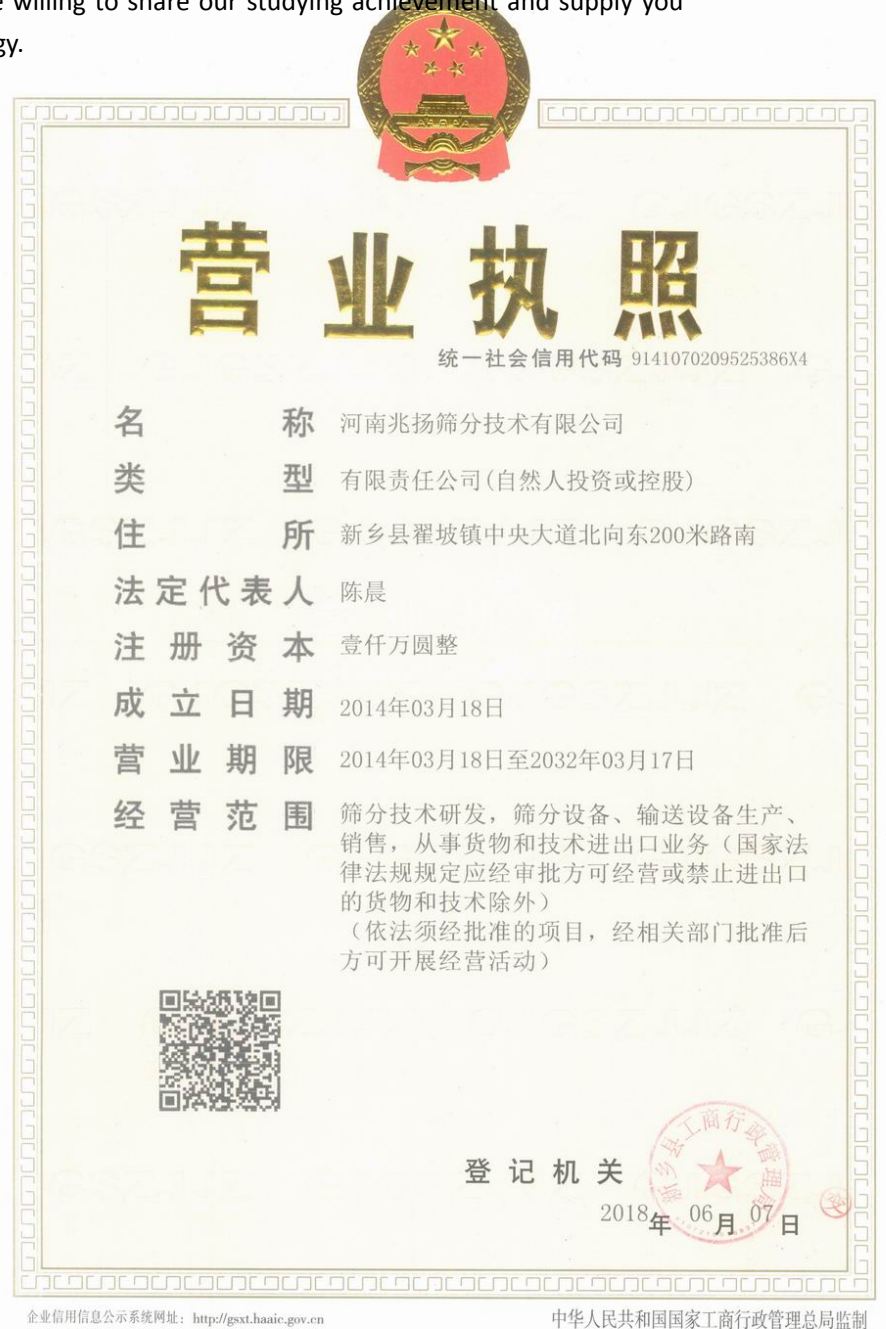 willing to share our studying achievement and supply you
gy.
营业执照
统一社会信用代码 9141070209525386X4
名称 河南兆扬筛分技术有限公司
类型 有限责任公司(自然人投资或控股)
住所 新乡县翟坡镇中央大道北向东200米路南
法定代表人 陈晨
注册资本 壹仟万圆整
成立日期 2014年03月18日
营业期限 2014年03月18日至2032年03月17日
经营范围 筛分技术研发，筛分设备、输送设备生产、
销售，从事货物和技术进出口业务（国家法
律法规规定应经审批方可经营或禁止进出口
的货物和技术除外）
（依法须经批准的项目，经相关部门批准后
方可开展经营活动）
新乡县工商行政管理局
登记机关
2018年 06月 07日
企业信用信息公示系统网址：http://gsxt.haaic.gov.cn
中华人民共和国国家工商行政管理总局监制